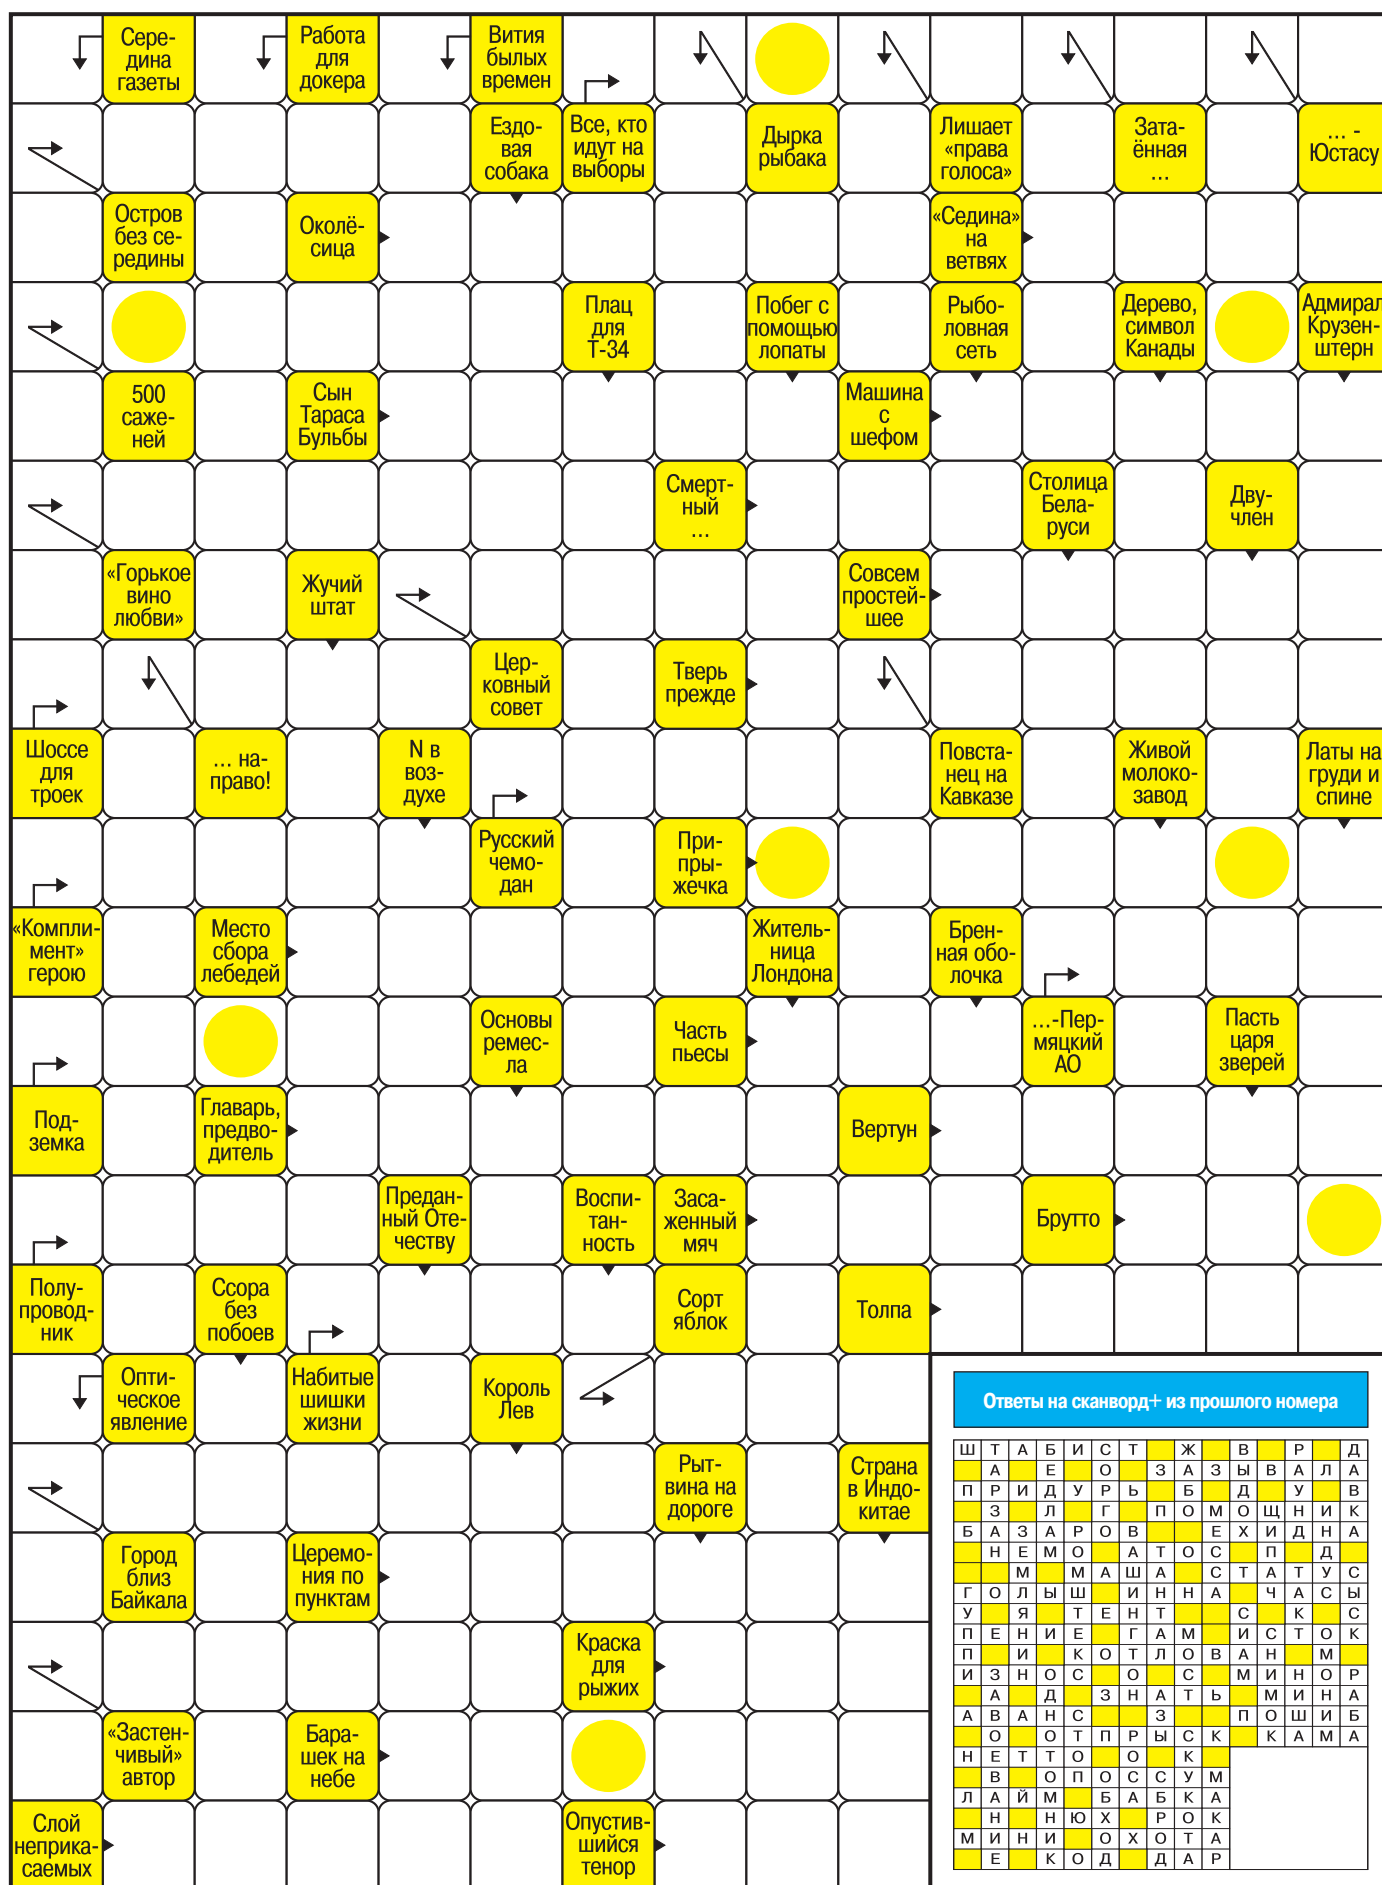 Сере-
дина
газеты
Работа
для
докера
Вития
былых
времен
Ездо-
вая
собака
Все, кто
идут на
выборы
Дырка
рыбака
Лишает
«права
голоса»
Зата-
ённая
...
... -
Юстасу
Остров
без се-
редины
Околё-
сица
«Седина»
на
ветвях
Плац
для
Т-34
Побег с
помощью
лопаты
Рыбо-
ловная
сеть
Дерево,
символ
Канады
Адмирал
Крузен-
штерн
500
саже-
ней
Сын
Тараса
Бульбы
Машина
с
шефом
Смерт-
ный
...
Столица
Бела-
руси
Дву-
член
«Горькое
вино
любви»
Жучий
штат
Совсем
простей-
шее
Цер-
ковный
совет
Тверь
прежде
Шоссе
для
троек
... на-
право!
N в
воз-
духе
Повста-
нец на
Кавказе
Живой
молоко-
завод
Латы на
груди и
спине
Русский
чемо-
дан
При-
пры-
жечка
«Компли-
мент»
герою
Место
сбора
лебедей
Житель-
ница
Лондона
Брен-
ная обо-
лочка
Основы
ремес-
ла
Часть
пьесы
...-Пер-
мяцкий
АО
Пасть
царя
зверей
Под-
земка
Главарь,
предво-
дитель
Вертун
Предан-
ный Оте-
честву
Воспи-
тан-
ность
Заса-
женный
мяч
Брутто
Полу-
провод-
ник
Ссора
без
побоев
Сорт
яблок
Толпа
Опти-
ческое
явление
Набитые
шишки
жизни
Король
Лев
Рыт-
вина на
дороге
Страна
в Индо-
китае
Город
близ
Байкала
Церемо-
ния по
пунктам
Краска
для
рыжих
«Застен-
чивый»
автор
Бара-
шек на
небе
Слой
неприка-
саемых
Опустив-
шийся
тенор
Ответы на сканворд+ из прошлого номера
Ш Т А Б И С Т Ж В Р Д
А Е О З А З Ы В А Л А
П Р И Д У Р Ь Б Д У В
З Л Г П О М О Щ Н И К
Б А З А Р О В Е Х И Д Н А
Н Е М О А Т О С П Д
М М А Ш А С Т А Т У С
Г О Л Ы Ш И Н Н А Ч А С Ы
У Я Т Е Н Т С К С
П Е Н И Е Г А М И С Т О К
П И К О Т Л О В А Н М
И З Н О С О С М И Н О Р
А Д З Н А Т Ь М И Н А
А В А Н С З П О Ш И Б
О О Т П Р Ы С К К А М А
Н Е Т Т О О К
В О П О С С У М
Л А Й М Б А Б К А
Н Н Ю Х Р О К
М И Н И О Х О Т А
Е К О Д Д А Р